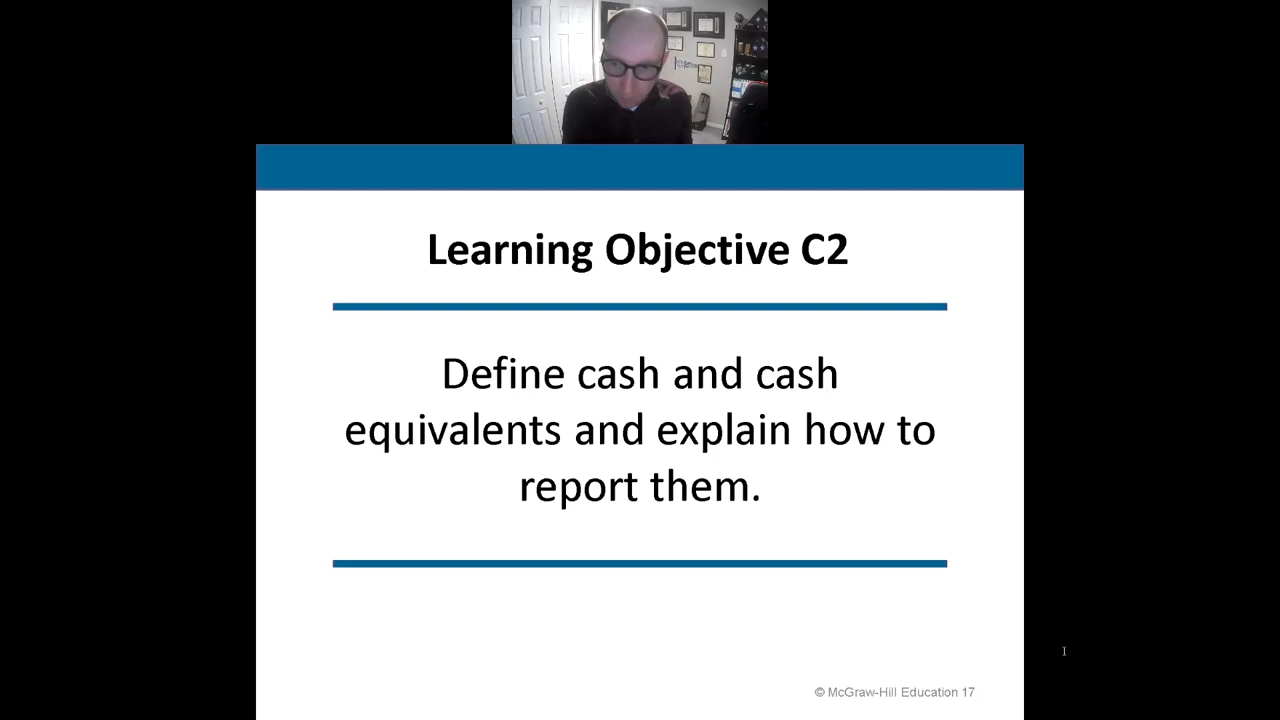 Learning Objective C2
Define cash and cash
equivalents and explain how to
report them.
© McGraw-Hill Education 17